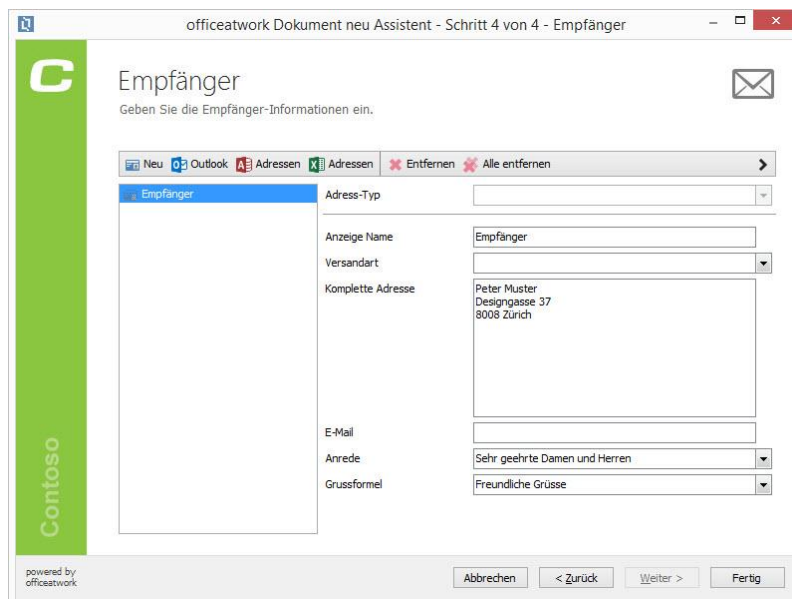 officeatwork Dokument neu Assistent - Schritt 4 von 4 - Empfänger
C
Empfänger
Geben Sie die Empfänger-Informationen ein.
Neu Outlook Adressen Adressen Entfernen Alle entfernen
Empfänger
Adress-Typ
Anzeige Name Empfänger
Versandart
Komplette Adresse Peter Muster
Designgasse 37
8008 Zürich
E-Mail
Anrede Sehr geehrte Damen und Herren
Grussformel Freundliche Grüsse
Contoso
powered by
officeatwork
Abbrechen < Zurück Weiter > Fertig